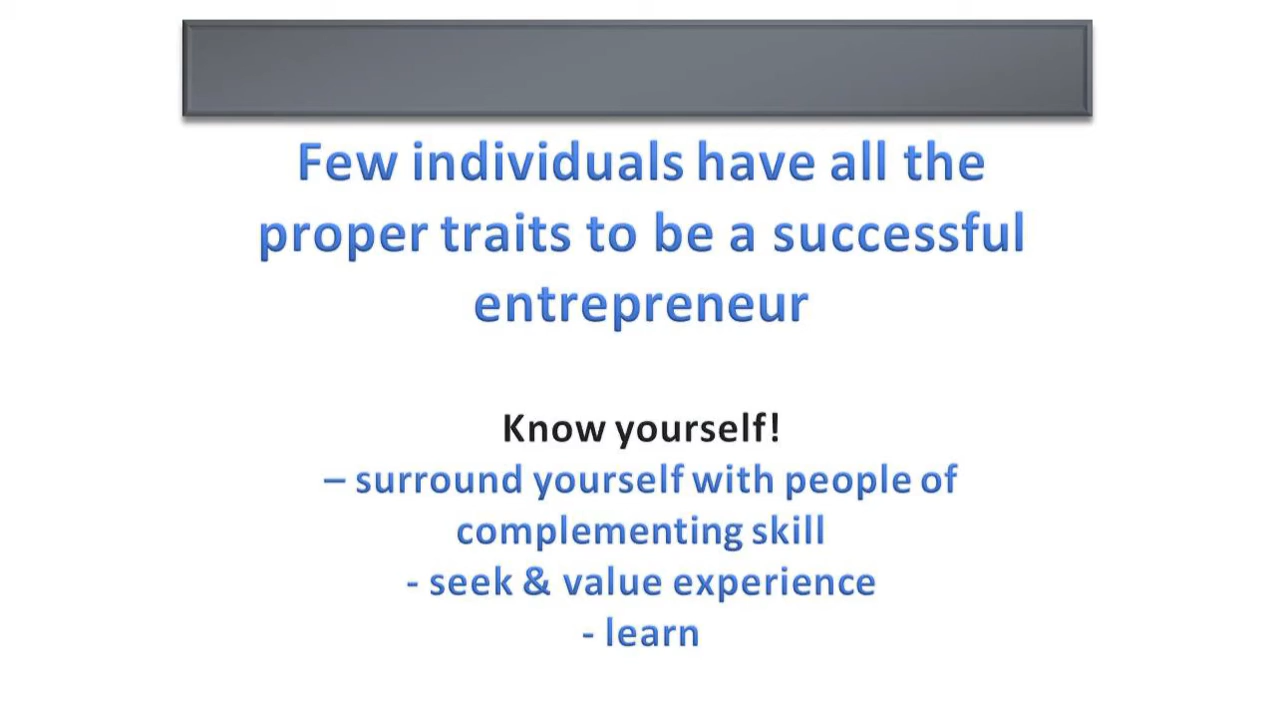 Few individuals have all the
proper traits to be a successful
entrepreneur
Know yourself!
– surround yourself with people of
complementing skill
- seek & value experience
- learn